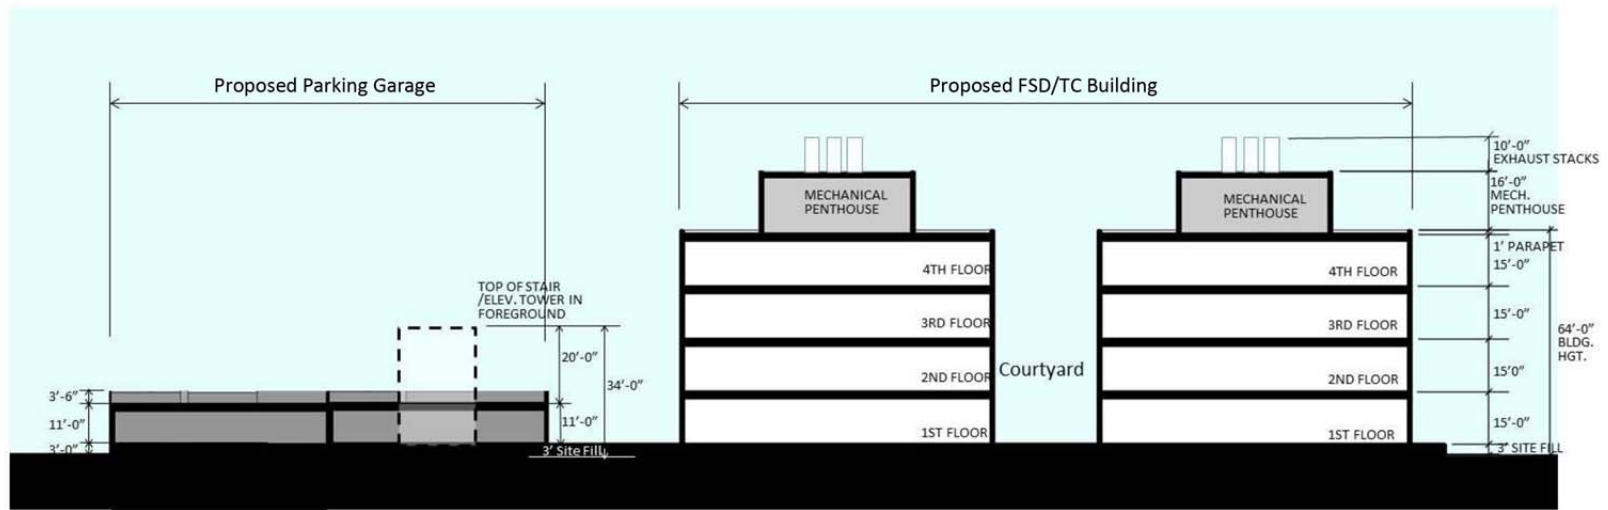 Proposed Parking Garage
Proposed FSD/TC Building
10’-0”
EXHAUST STACKS
16’-0”
MECH.
PENTHOUSE
MECHANICAL
PENTHOUSE
MECHANICAL
PENTHOUSE
1’ PARAPET
15’-0”
4TH FLOOR
4TH FLOOR
TOP OF STAIR
/ELEV. TOWER IN
FOREGROUND
3RD FLOOR
3RD FLOOR
15’-0”
64’-0”
BLDG.
HGT.
20’-0”
34’-0”
2ND FLOOR
Courtyard
2ND FLOOR
15’0”
3’-6”
11’-0”
3’-0”
11’-0”
3’ Site Fill
1ST FLOOR
1ST FLOOR
15’-0”
3’ SITE FILL